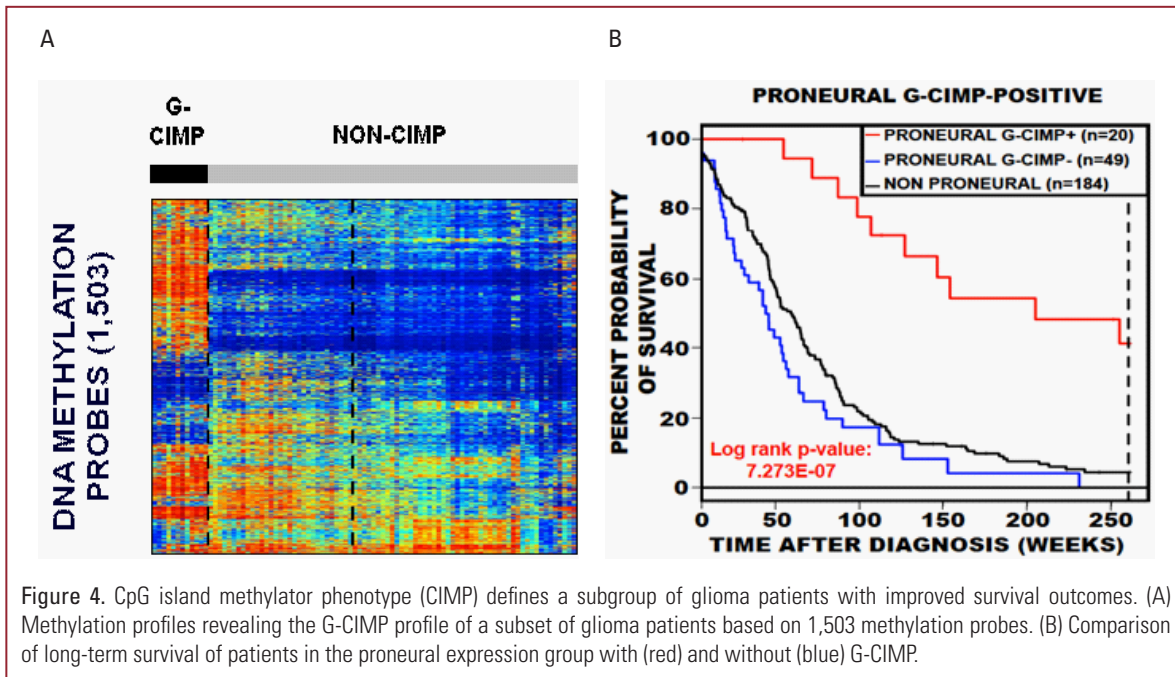 A
G-
CIMP
NON-CIMP
DNA METHYLATION
PROBES (1,503)
B
PRONEURAL G-CIMP-POSITIVE
PRONEURAL G-CIMP+ (n=20)
PRONEURAL G-CIMP- (n=49)
NON PRONEURAL (n=184)
PERCENT PROBABILITY
OF SURVIVAL
100
80
60
40
20
0
Log rank p-value:
7.273E-07
0 50 100 150 200 250
TIME AFTER DIAGNOSIS (WEEKS)
Figure 4. CpG island methylator phenotype (CIMP) defines a subgroup of glioma patients with improved survival outcomes. (A)
Methylation profiles revealing the G-CIMP profile of a subset of glioma patients based on 1,503 methylation probes. (B) Comparison
of long-term survival of patients in the proneural expression group with (red) and without (blue) G-CIMP.